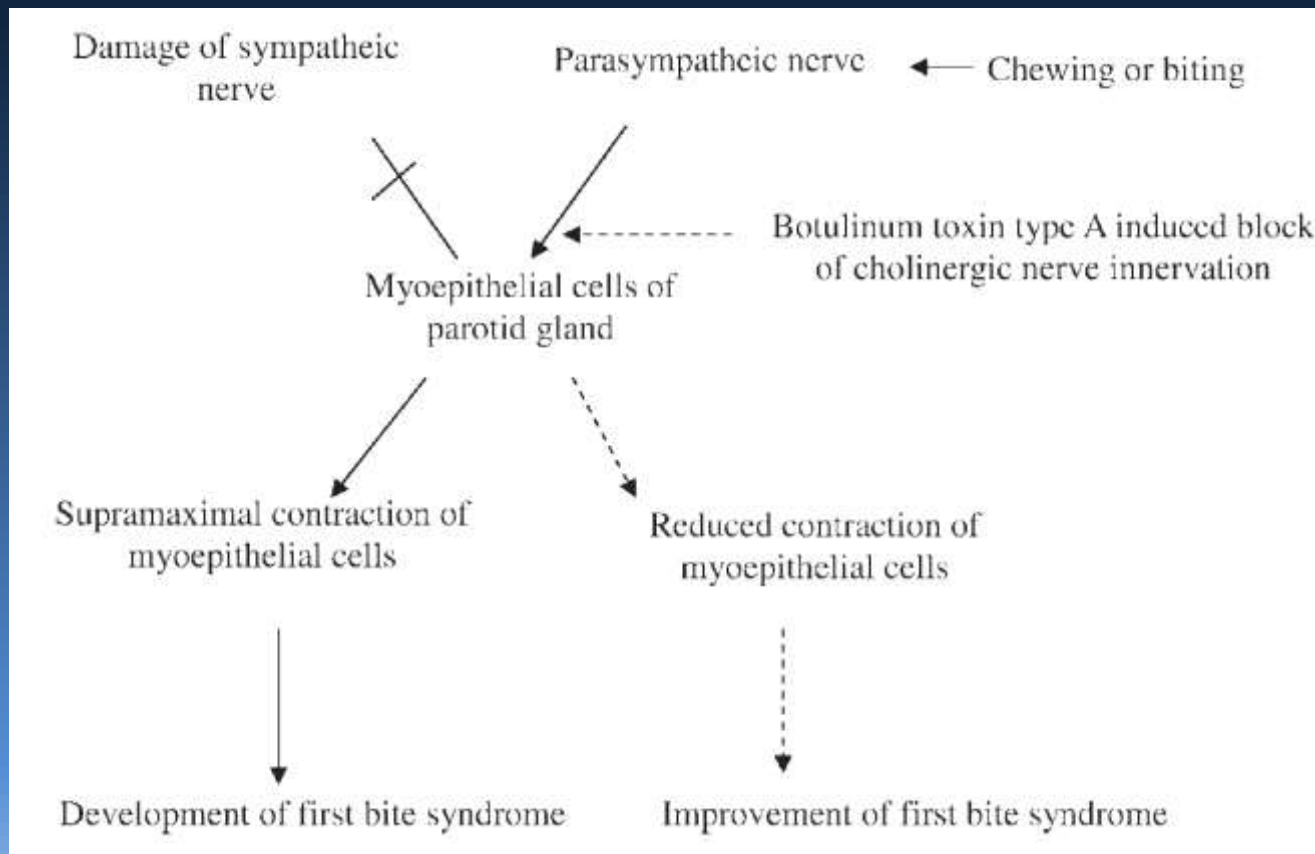 Damage of sympatheic
nerve
Parasympatheic nerve
Chewing or biting
Botulinum toxin type A induced block
of cholinergic nerve innervation
Myoepithelial cells of
parotid gland
Supramaximal contraction of
myoepithelial cells
Reduced contraction of
myoepithelial cells
Development of first bite syndrome
Improvement of first bite syndrome